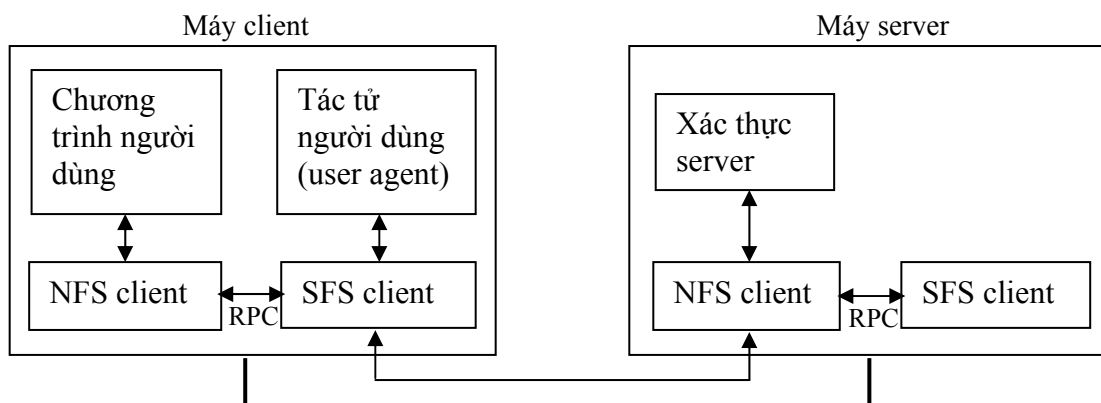 Máy client
Máy server
Chương
trình người
dùng
Tác tử
người dùng
(user agent)
Xác thực
server
NFS client
RPC
SFS client
NFS client
RPC
SFS client